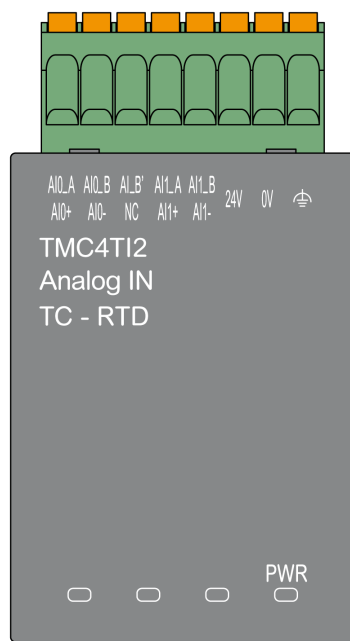 AI0_A AI0_B AI_B' AI1_A AI1_B 24V 0V
AI0+ AI0- NC AI1+ AI1-
TMC4TI2
Analog IN
TC - RTD
PWR